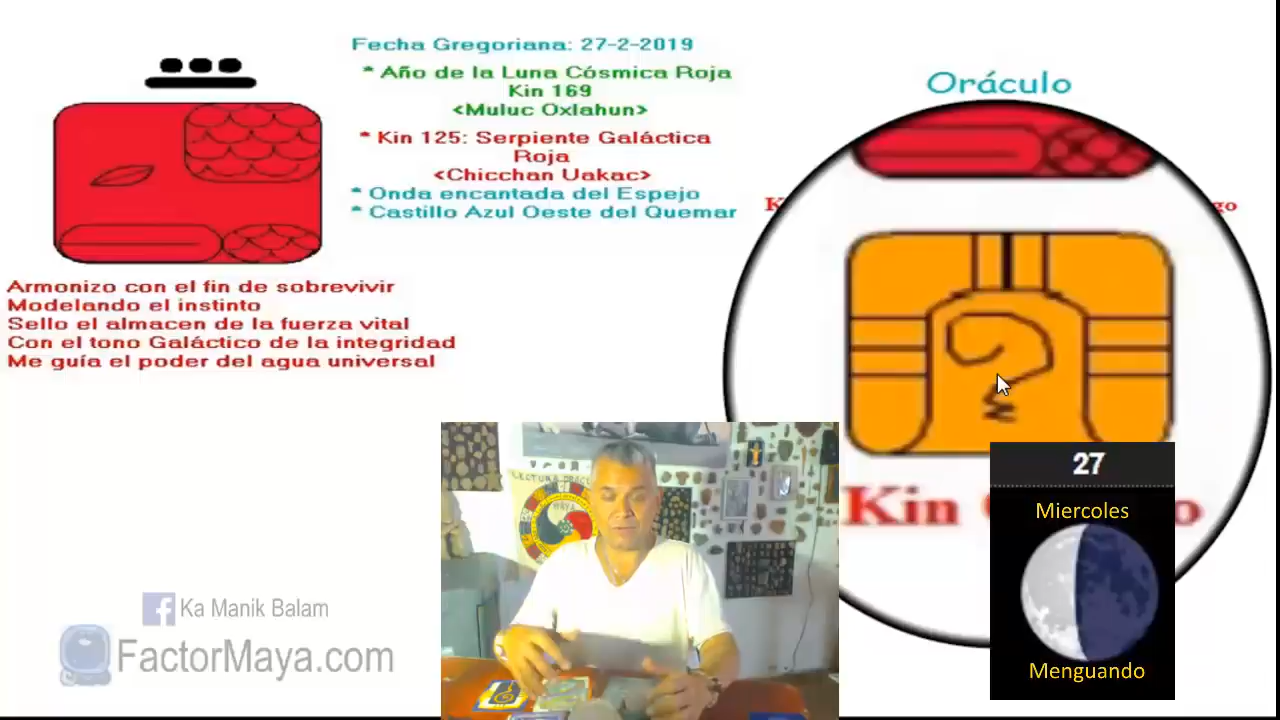 Fecha Gregoriana: 27-2-2019
* Año de la Luna Cósmica Roja
Kin 169
<Muluc Oxlahun>
* Kin 125: Serpiente Galáctica
Roja
<Chicchan Uakac>
* Onda encantada del Espejo
* Castillo Azul Oeste del Quemar
Armonizo con el fin de sobrevivir
Modelando el instinto
Sello el almacen de la fuerza vital
Con el tono Galáctico de la integridad
Me guía el poder del agua universal
Oráculo
Kin
27
Miercoles
Menguando
Ka Manik Balam
FactorMaya.com